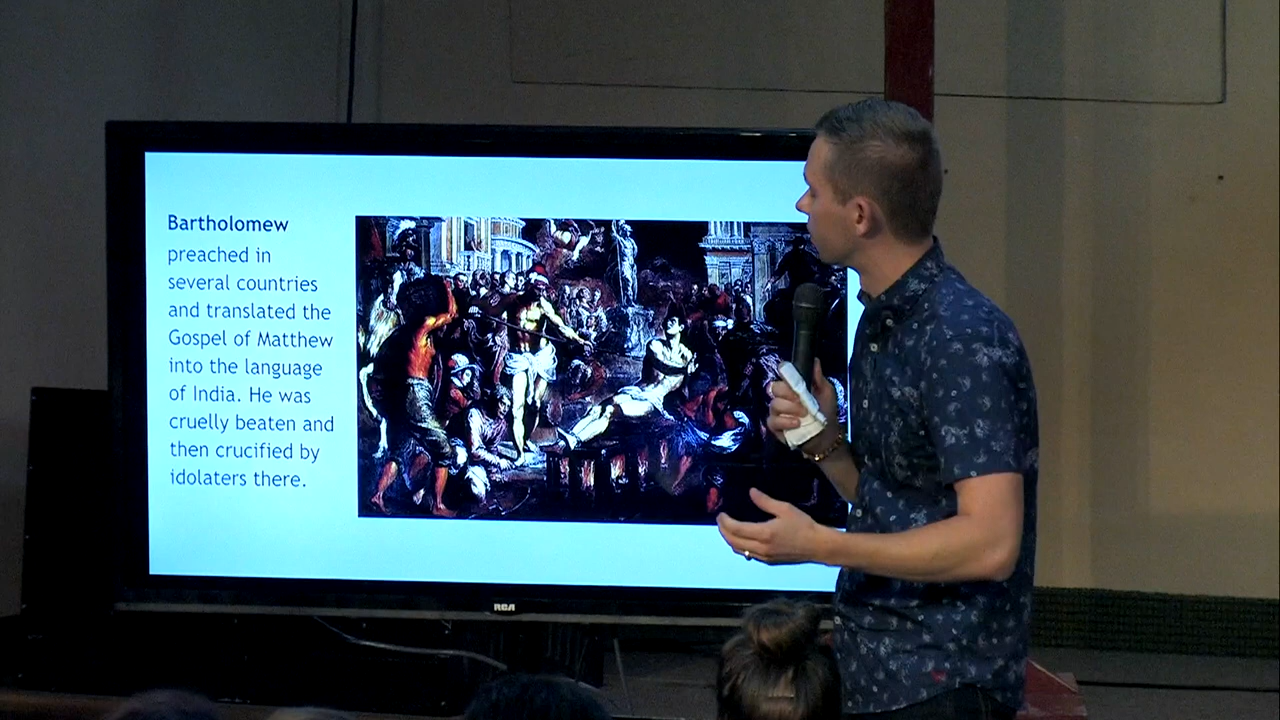 Bartholomew
preached in
several countries
and translated the
Gospel of Matthew
into the language
of India. He was
cruelly beaten and
then crucified by
idolaters there.
RCA